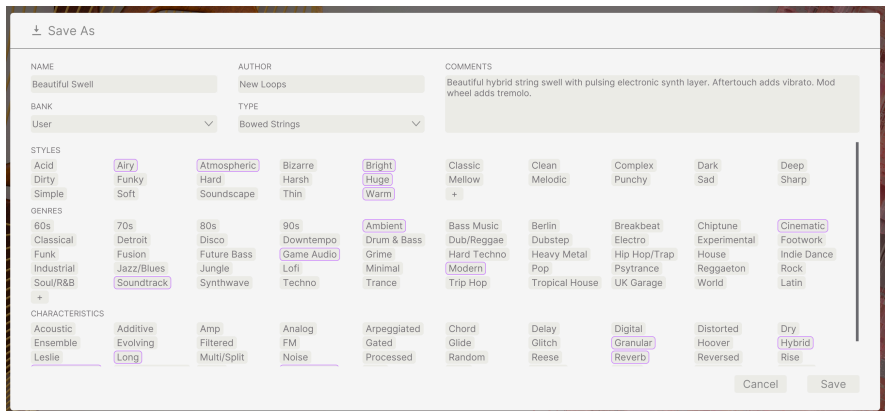 Save As
NAME AUTHOR COMMENTS
Beautiful Swell New Loops Beautiful hybrid string swell with pulsing electronic synth layer. Aftertouch adds vibrato. Mod
wheel adds tremolo.
BANK TYPE
User Bowed Strings
STYLES
Acid Airy Atmospheric Bizarre Bright Classic Clean Complex Dark Deep
Dirty Funky Hard Harsh Huge Mellow Melodic Punchy Sad Sharp
Simple Soft Soundscape Thin Warm +
GENRES
60s 70s 80s 90s Ambient Bass Music Berlin Breakbeat Chiptune Cinematic
Classical Detroit Disco Downtempo Drum & Bass Dub/Reggae Dubstep Electro Experimental Footwork
Funk Fusion Future Bass Game Audio Grime Hard Techno Heavy Metal Hip Hop/Trap House Indie Dance
Industrial Jazz/Blues Jungle Lofi Minimal Modern Pop Psytrance Reggaeton Rock
Soul/R&B Soundtrack Synthwave Techno Trance Trip Hop Tropical House UK Garage World Latin
+
CHARACTERISTICS
Acoustic Additive Amp Analog Arpeggiated Chord Delay Digital Distorted Dry
Ensemble Evolving Filtered FM Gated Glide Glitch Granular Hoover Hybrid
Leslie Long Multi/Split Noise Processed Random Reese Reverb Reversed Rise
Cancel Save